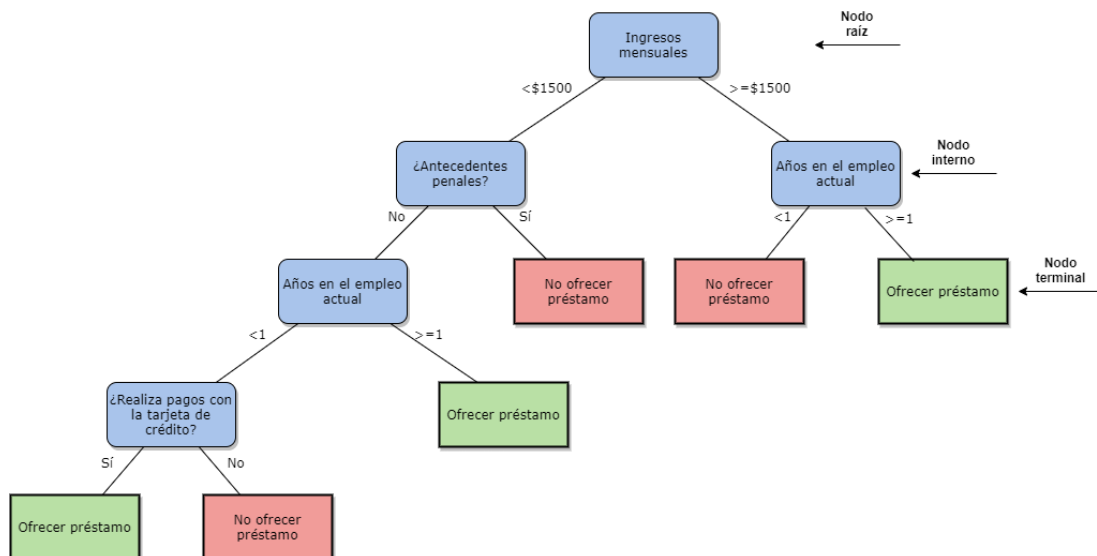 Nodo
raíz
Ingresos
mensuales
<$1500
>=$1500
Nodo
interno
¿Antecedentes
penales?
Años en el empleo
actual
No
Sí
<1
>=1
Nodo
terminal
Años en el empleo
actual
No ofrecer
préstamo
No ofrecer
préstamo
Ofrecer préstamo
<1
>=1
¿Realiza pagos con
la tarjeta de
crédito?
Ofrecer préstamo
Sí
No
Ofrecer préstamo
No ofrecer
préstamo